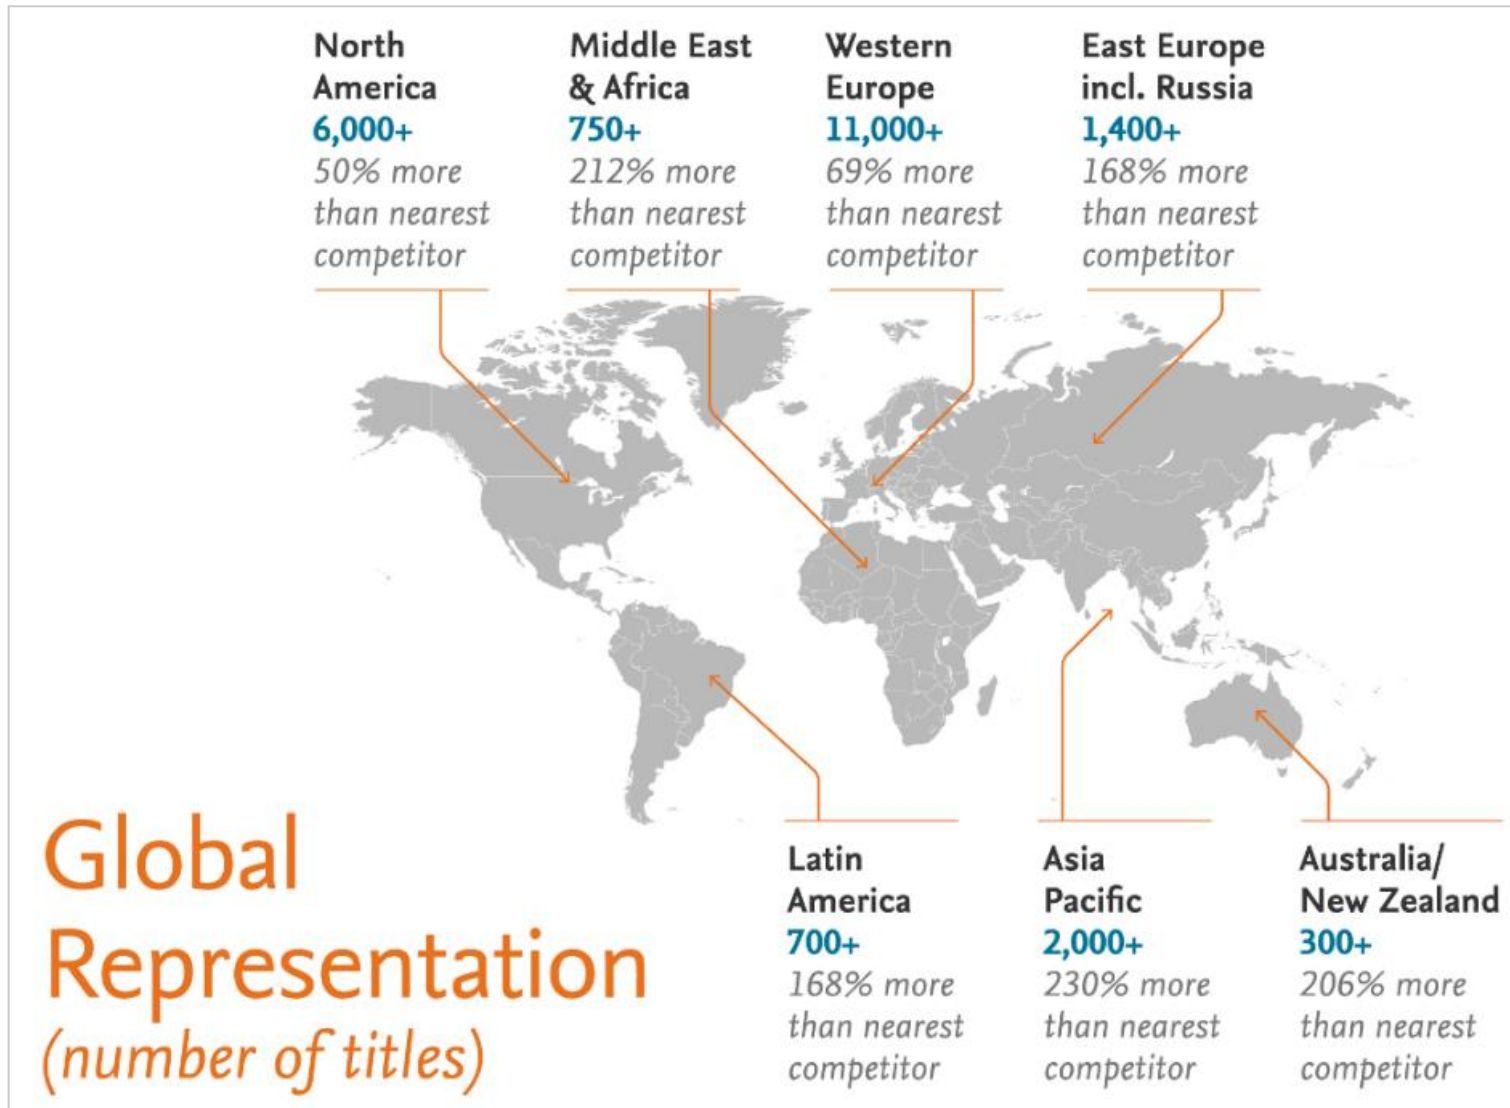 North
America
6,000+
50% more
than nearest
competitor
Middle East
& Africa
750+
212% more
than nearest
competitor
Western
Europe
11,000+
69% more
than nearest
competitor
East Europe
incl. Russia
1,400+
168% more
than nearest
competitor
Global
Representation
(number of titles)
Latin
America
700+
168% more
than nearest
competitor
Asia
Pacific
2,000+
230% more
than nearest
competitor
Australia/
New Zealand
300+
206% more
than nearest
competitor